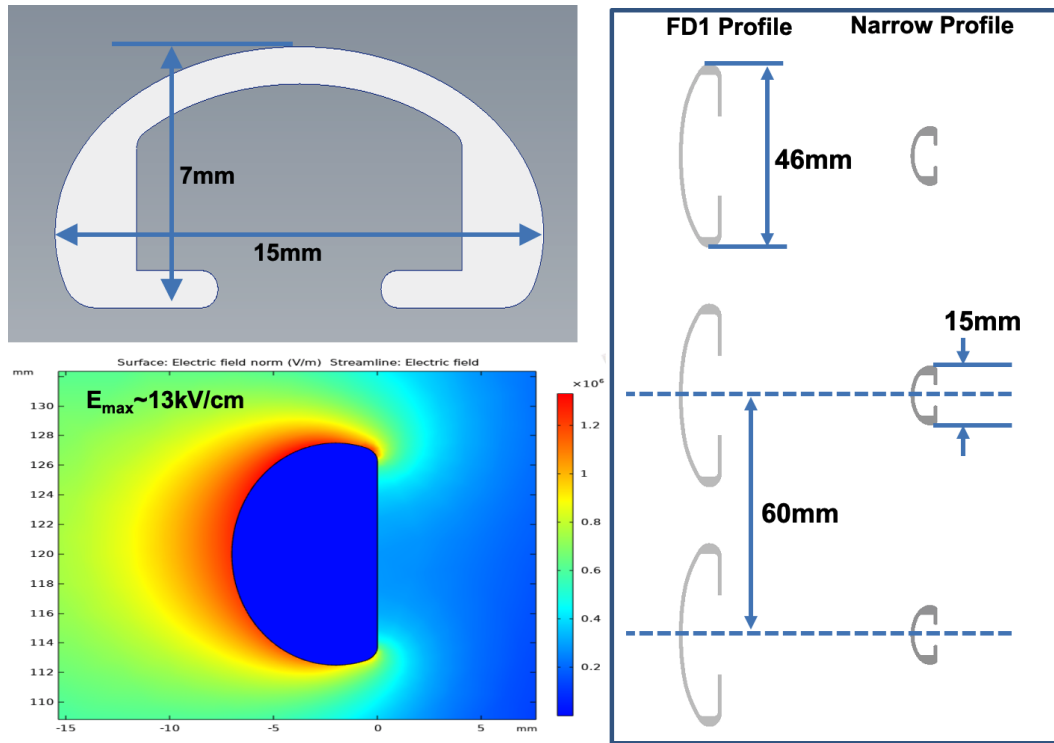 7mm
15mm
Surface: Electric field norm (V/m)  Streamline: Electric field
mm
×10⁶
E_max~13kV/cm
130
128
126
124
122
120
118
116
114
112
110
-15
-10
-5
0
5
mm
1.2
1
0.8
0.6
0.4
0.2
FD1 Profile
Narrow Profile
46mm
15mm
60mm